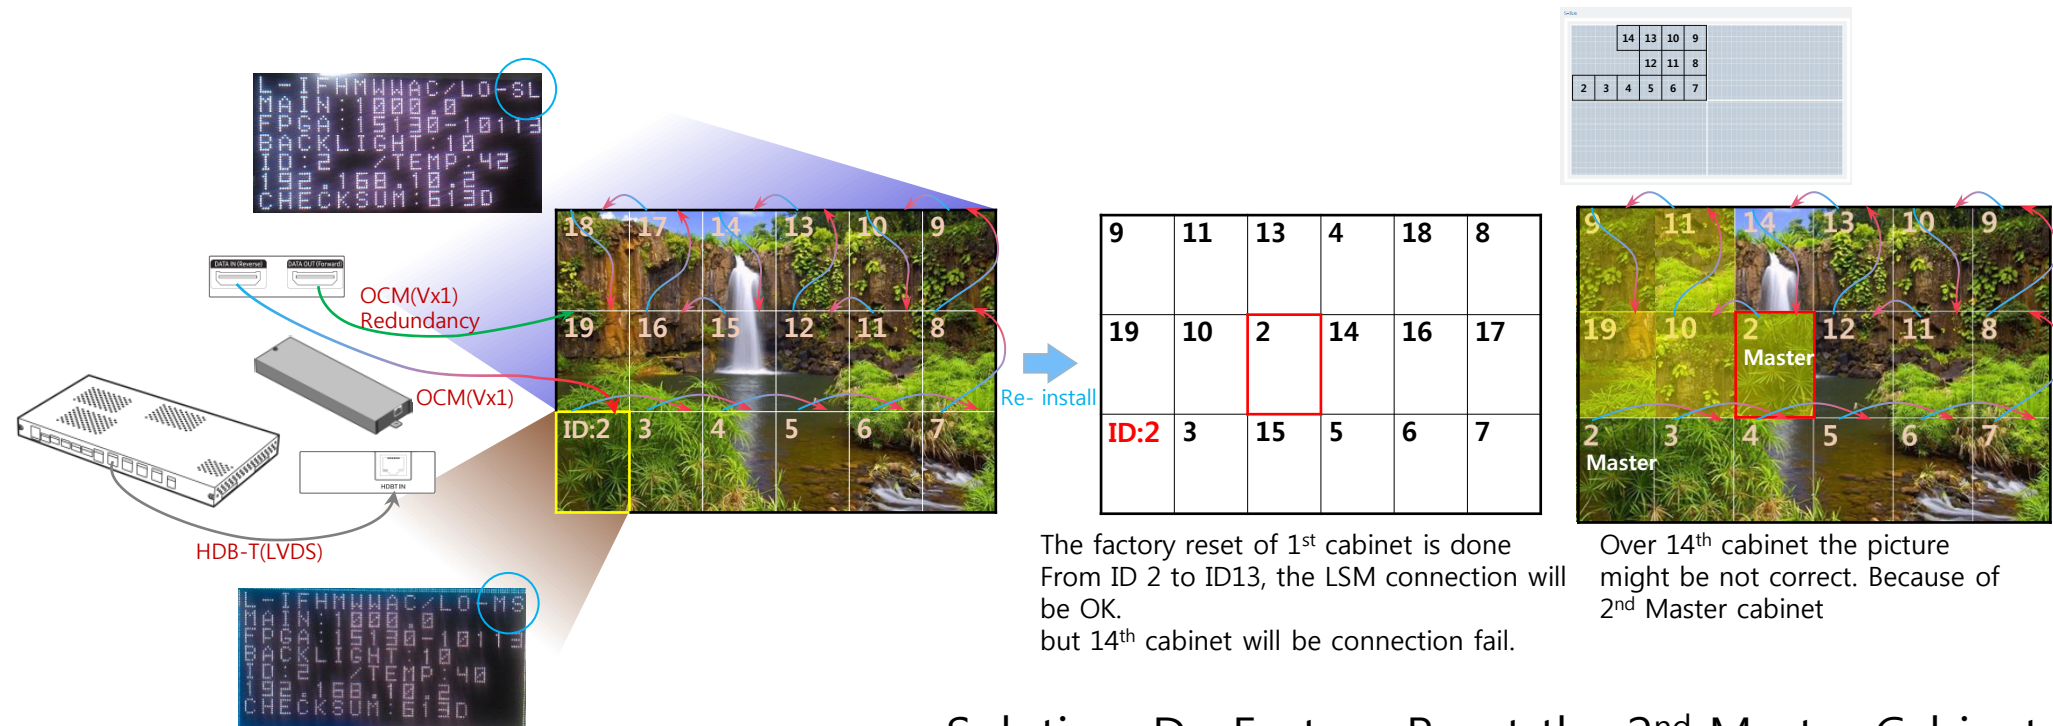 L-IFHMWWAC/LO-SL
MAIN:1000.0
FPGA:15130-10113
BACKLIGHT:10
ID:2 /TEMP:42
192.168.10.2
CHECKSUM:613D
DATA IN (Reverse) DATA OUT (Forward)
OCM(Vx1)
Redundancy
OCM(Vx1)
HDBT IN
HDB-T(LVDS)
L-IFHMWWAC/LO-MS
MAIN:1000.0
FPGA:15130-10113
BACKLIGHT:10
ID:2 /TEMP:40
192.168.10.2
CHECKSUM:613D
18 17 14 13 10 9
19 16 15 12 11 8
ID:2 3 4 5 6 7
Re- install
9 11 13 4 18 8
19 10 2 14 16 17
ID:2 3 15 5 6 7
The factory reset of 1st cabinet is done
From ID 2 to ID13, the LSM connection will
be OK.
but 14th cabinet will be connection fail.
14 13 10 9
12 11 8
2 3 4 5 6 7
9 11 14 13 10 9
19 10 2 12 11 8
Master
2 3 4 5 6 7
Master
Over 14th cabinet the picture
might be not correct. Because of
2nd Master cabinet